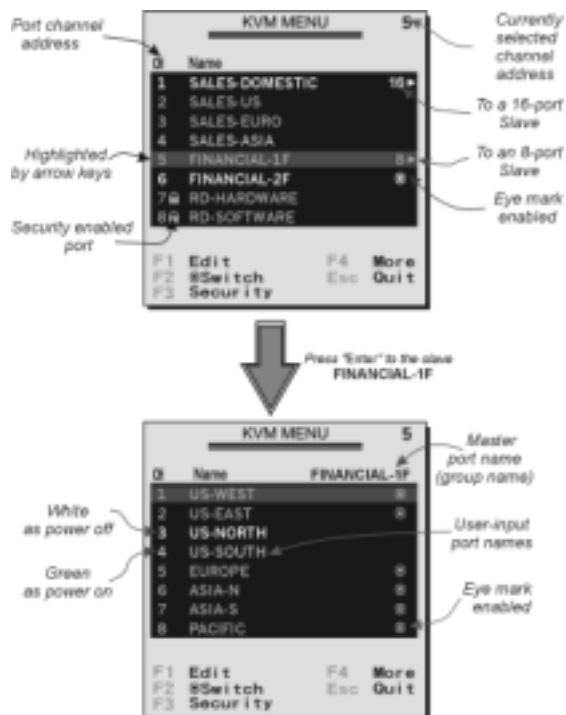 Port channel
address
KVM MENU
Currently
selected
channel
address
Name
1 SALES-DOMESTIC 16
2 SALES-US
3 SALES-EURO
4 SALES-ASIA
5 FINANCIAL-1F 8
6 FINANCIAL-2F
7 RD-HARDWARE
8 RD-SOFTWARE
To a 16-port
Slave
Highlighted
by arrow keys
To an 8-port
Slave
Eye mark
enabled
Security enabled
port
F1 Edit F4 More
F2 Switch Esc Quit
F3 Security
Press "Enter" to the slave
FINANCIAL-1F
KVM MENU 5
Name FINANCIAL-1F
Master
port name
(group name)
1 US-WEST
2 US-EAST
3 US-NORTH
4 US-SOUTH
5 EUROPE
6 ASIA-N
7 ASIA-S
8 PACIFIC
White
as power off
Green
as power on
User-input
port names
Eye mark
enabled
F1 Edit F4 More
F2 Switch Esc Quit
F3 Security